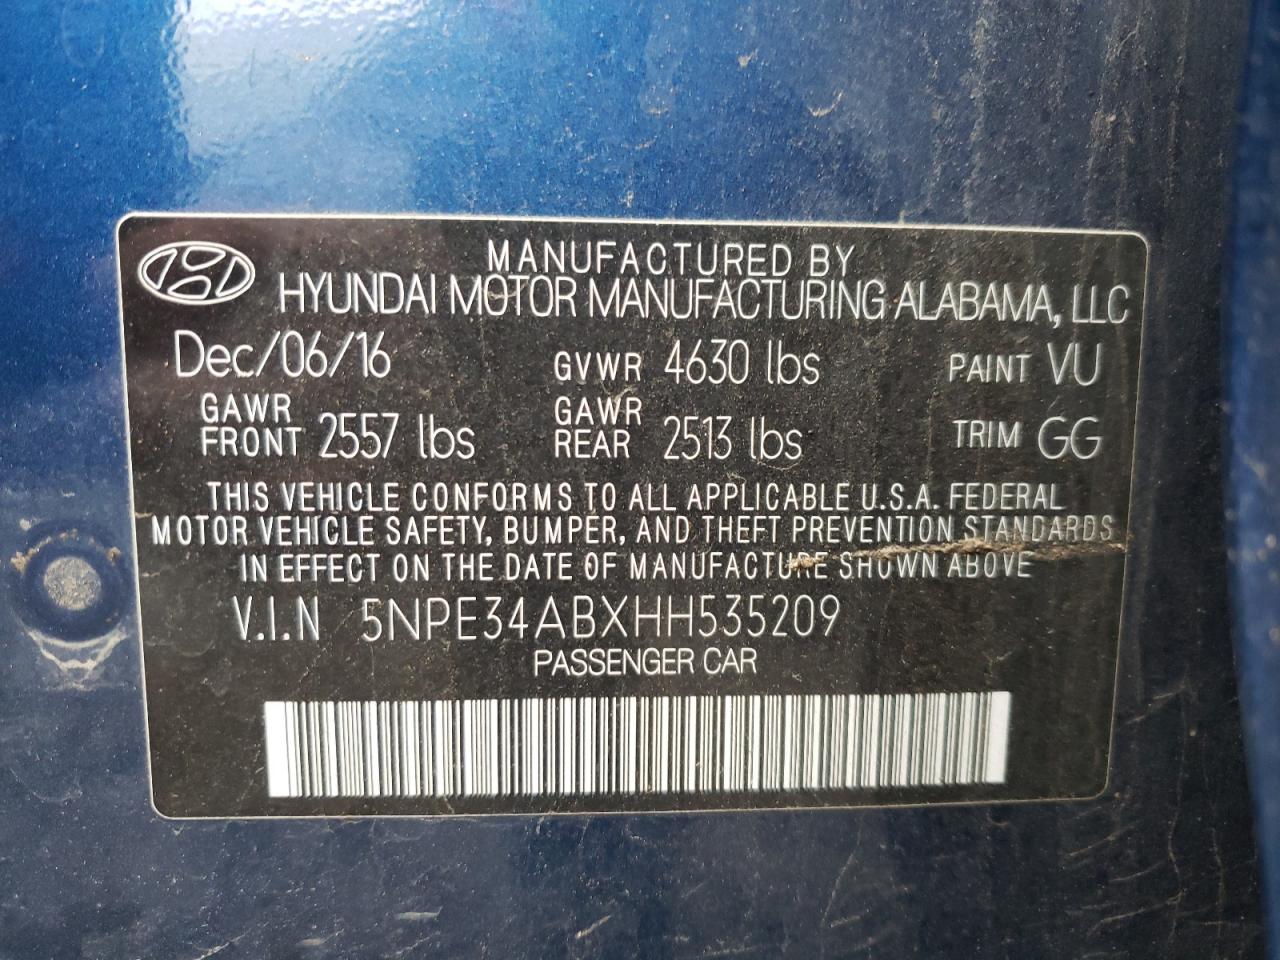 MANUFACTURED BY
HYUNDAI MOTOR MANUFACTURING ALABAMA, LLC
Dec/06/16 GVWR 4630 lbs PAINT VU
GAWR FRONT 2557 lbs GAWR REAR 2513 lbs TRIM GG
THIS VEHICLE CONFORMS TO ALL APPLICABLE U.S.A. FEDERAL
MOTOR VEHICLE SAFETY, BUMPER, AND THEFT PREVENTION STANDARDS
IN EFFECT ON THE DATE OF MANUFACTURE SHOWN ABOVE
V.I.N 5NPE34ABXHH535209
PASSENGER CAR